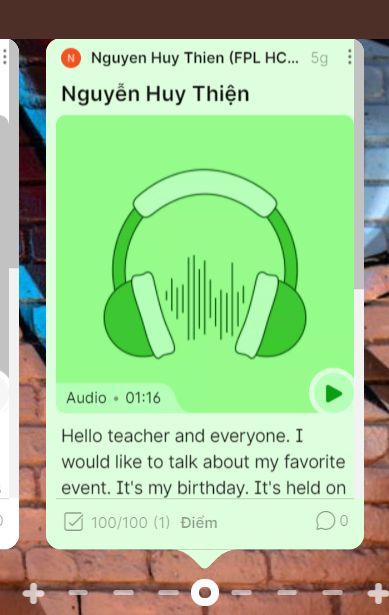 N Nguyen Huy Thien (FPL HC... 5g
Nguyễn Huy Thiện
Audio • 01:16
Hello teacher and everyone. I
would like to talk about my favorite
event. It's my birthday. It's held on
100/100 (1) Điểm 0